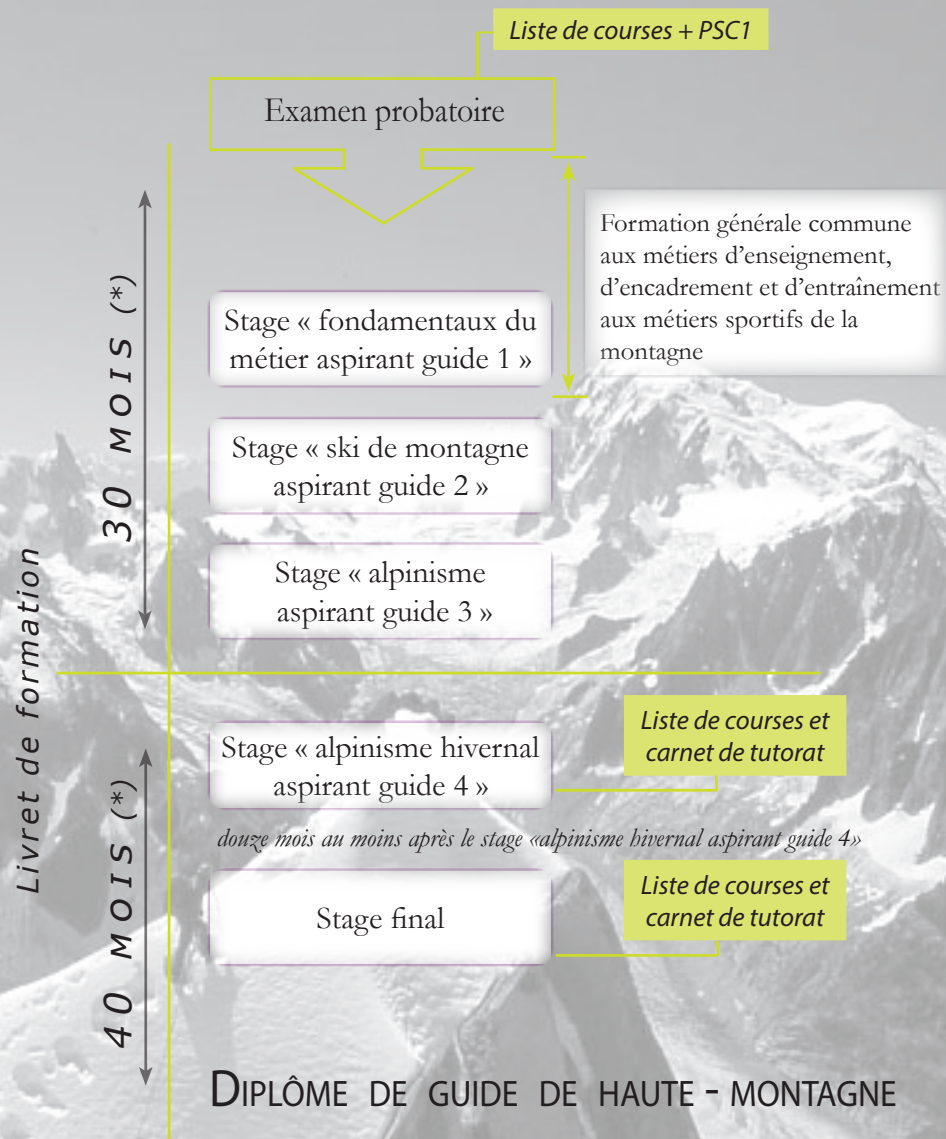 Liste de courses + PSC1
Examen probatoire
Formation générale commune
aux métiers d'enseignement,
d'encadrement et d'entraînement
aux métiers sportifs de la
montagne
30 MOIS (*)
Stage « fondamentaux du
métier aspirant guide 1 »
Stage « ski de montagne
aspirant guide 2 »
Stage « alpinisme
aspirant guide 3 »
Livret de formation
Liste de courses et
carnet de tutorat
Stage « alpinisme hivernal
aspirant guide 4 »
douze mois au moins après le stage «alpinisme hivernal aspirant guide 4»
40 MOIS (*)
Liste de courses et
carnet de tutorat
Stage final
DIPLÔME DE GUIDE DE HAUTE - MONTAGNE